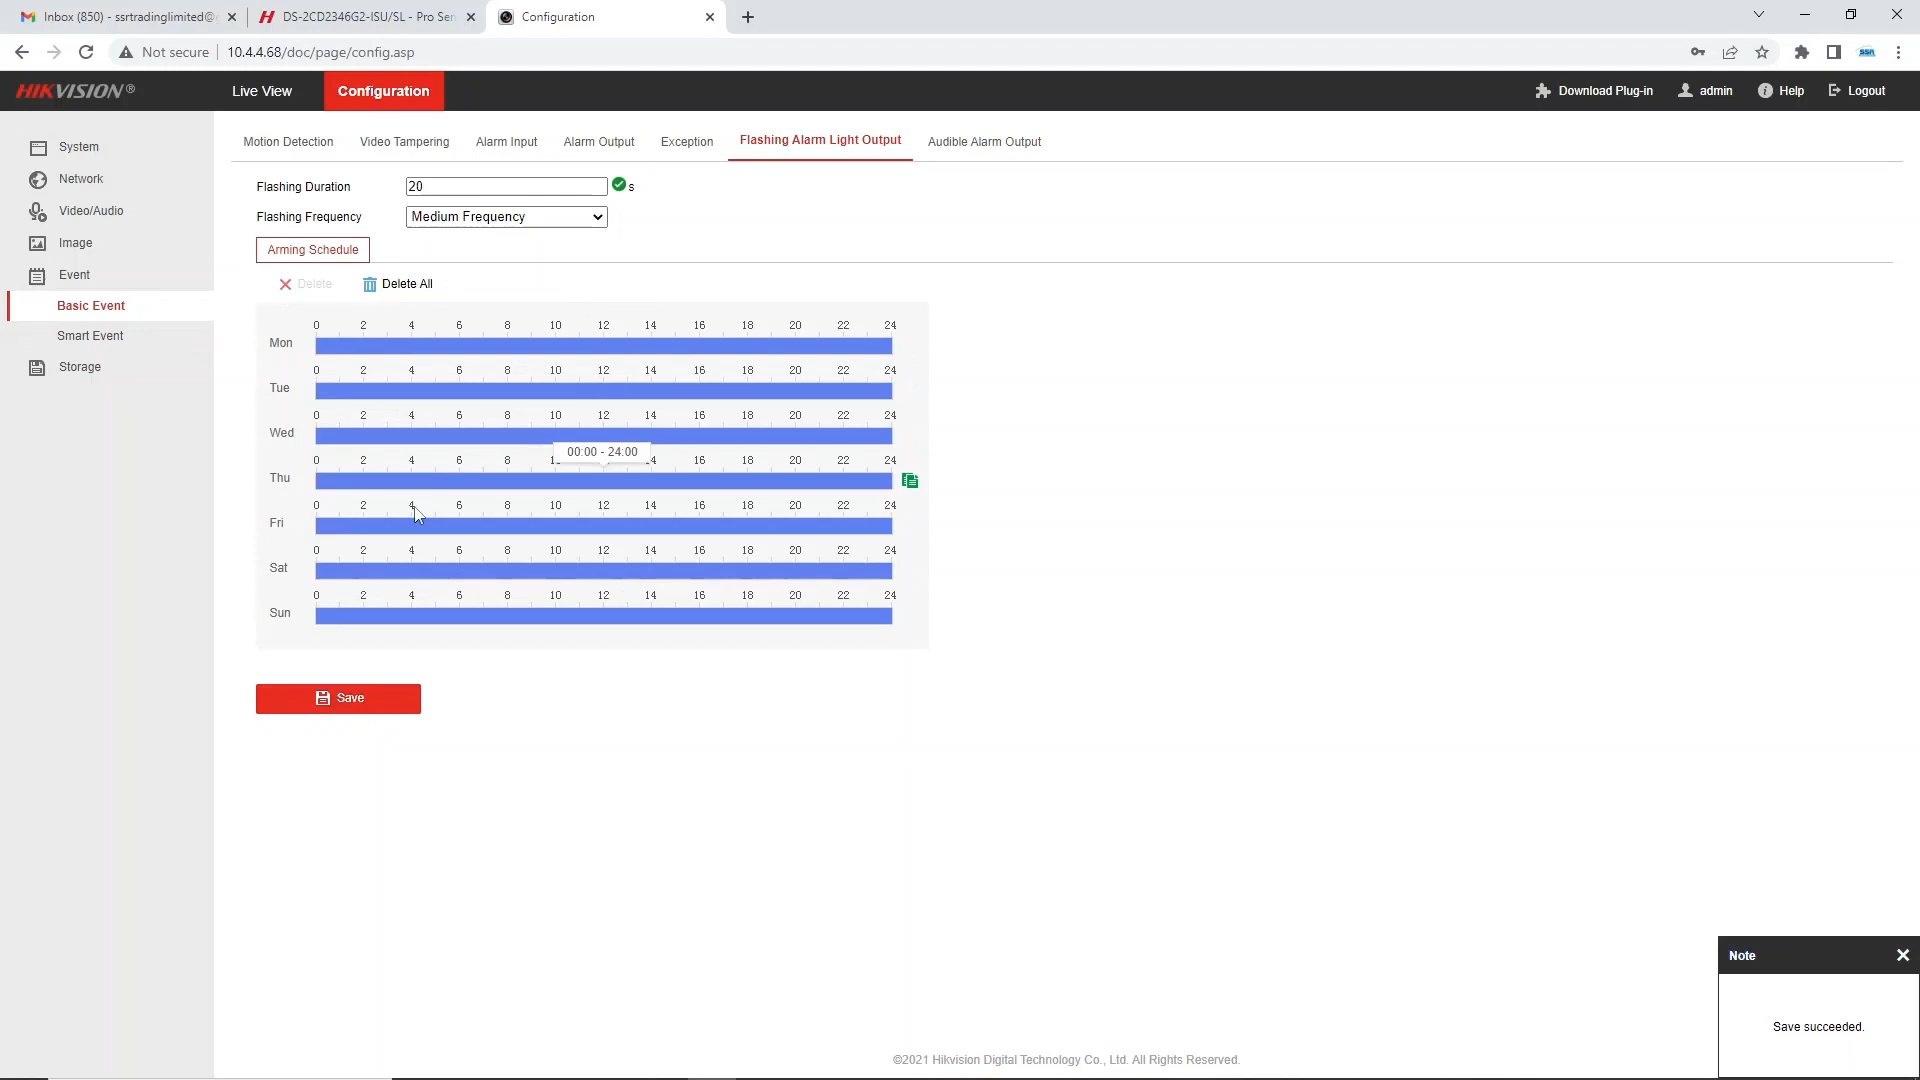 Inbox (850) - ssrtradinglimited@
DS-2CD2346G2-ISU/SL - Pro Ser
Configuration
Not secure
10.4.4.68/doc/page/config.asp
HIKVISION®
Live View
Configuration
Download Plug-in
admin
Help
Logout
System
Network
Video/Audio
Image
Event
Basic Event
Smart Event
Storage
Motion Detection
Video Tampering
Alarm Input
Alarm Output
Exception
Flashing Alarm Light Output
Audible Alarm Output
Flashing Duration 20 s
Flashing Frequency Medium Frequency
Arming Schedule
Delete
Delete All
0 2 4 6 8 10 12 14 16 18 20 22 24
Mon
0 2 4 6 8 10 12 14 16 18 20 22 24
Tue
0 2 4 6 8 10 12 14 16 18 20 22 24
Wed
00:00 - 24:00
0 2 4 6 8 14 16 18 20 22 24
Thu
0 2 4 6 8 10 12 14 16 18 20 22 24
Fri
0 2 4 6 8 10 12 14 16 18 20 22 24
Sat
0 2 4 6 8 10 12 14 16 18 20 22 24
Sun
Save
Note
Save succeeded.
©2021 Hikvision Digital Technology Co., Ltd. All Rights Reserved.